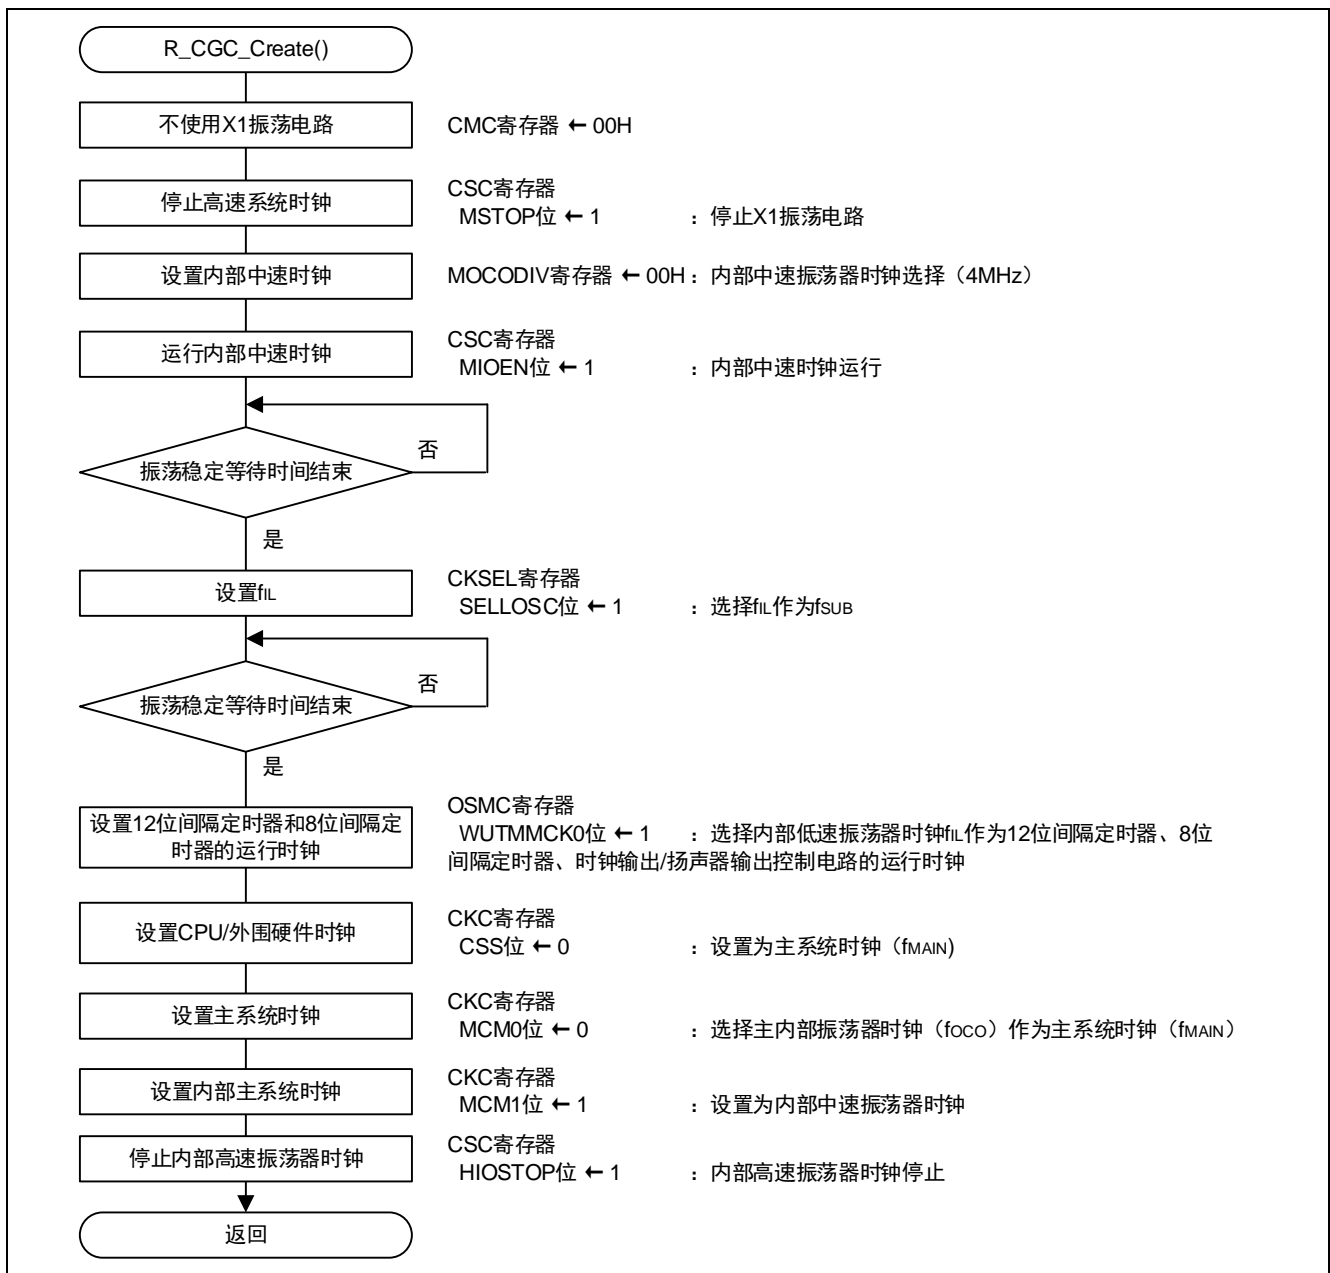 R_CGC_Create()
不使用X1振荡电路
CMC寄存器 ← 00H
停止高速系统时钟
CSC寄存器
MSTOP位 ← 1 ：停止X1振荡电路
设置内部中速时钟
MOCODIV寄存器 ← 00H：内部中速振荡器时钟选择（4MHz）
运行内部中速时钟
CSC寄存器
MIOEN位 ← 1 ：内部中速时钟运行
否
振荡稳定等待时间结束
是
设置fIL
CKSEL寄存器
SELLOSC位 ← 1 ：选择fIL作为fSUB
否
振荡稳定等待时间结束
是
设置12位间隔定时器和8位间隔定
时器的运行时钟
OSMC寄存器
WUTMMCK0位 ← 1 ：选择内部低速振荡器时钟fIL作为12位间隔定时器、8位
间隔定时器、时钟输出/扬声器输出控制电路的运行时钟
设置CPU/外围硬件时钟
CKC寄存器
CSS位 ← 0 ：设置为主系统时钟（fMAIN)
设置主系统时钟
CKC寄存器
MCM0位 ← 0 ：选择主内部振荡器时钟（fOCO）作为主系统时钟（fMAIN）
设置内部主系统时钟
CKC寄存器
MCM1位 ← 1 ：设置为内部中速振荡器时钟
停止内部高速振荡器时钟
CSC寄存器
HIOSTOP位 ← 1 ：内部高速振荡器时钟停止
返回